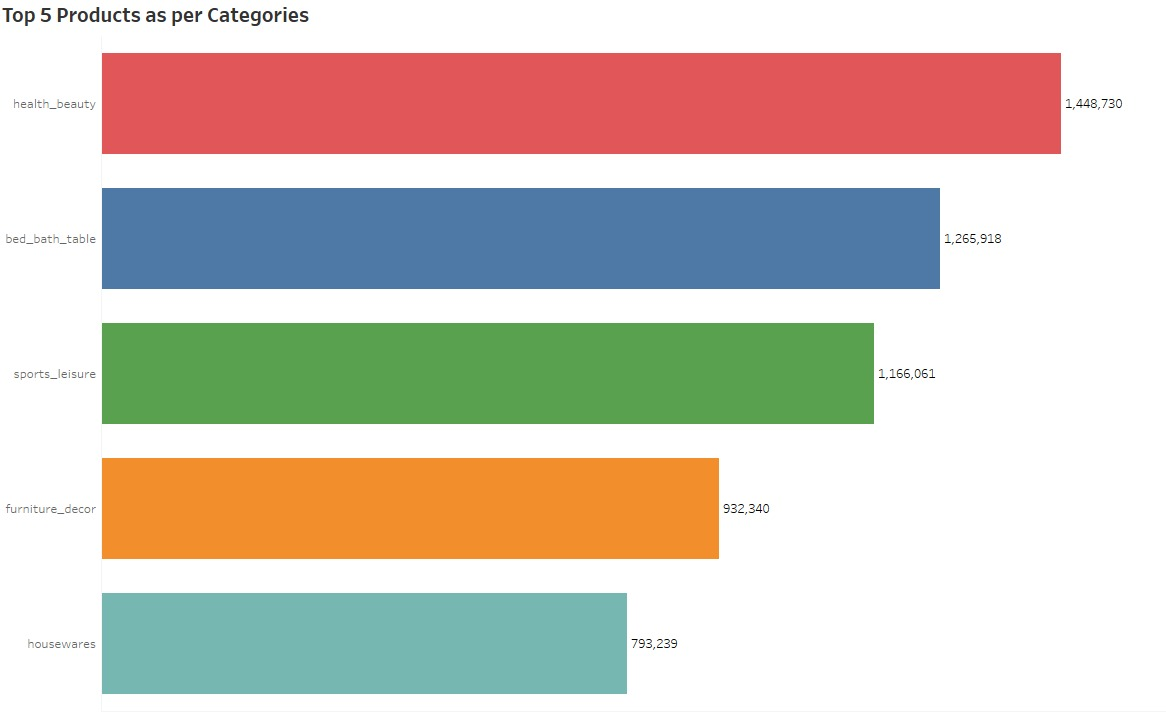 Top 5 Products as per Categories
health_beauty 1,448,730
bed_bath_table 1,265,918
sports_leisure 1,166,061
furniture_decor 932,340
housewares 793,239